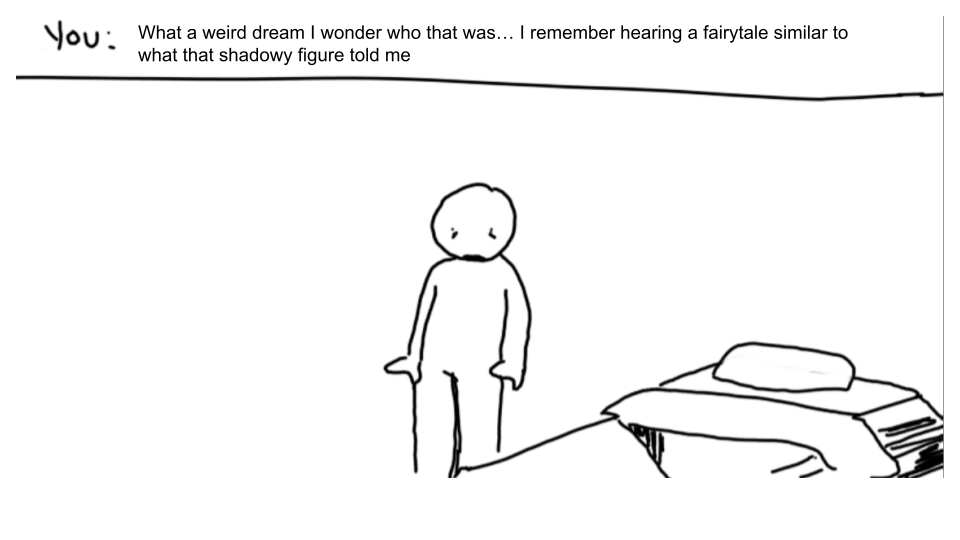 You: What a weird dream I wonder who that was… I remember hearing a fairytale similar to
what that shadowy figure told me